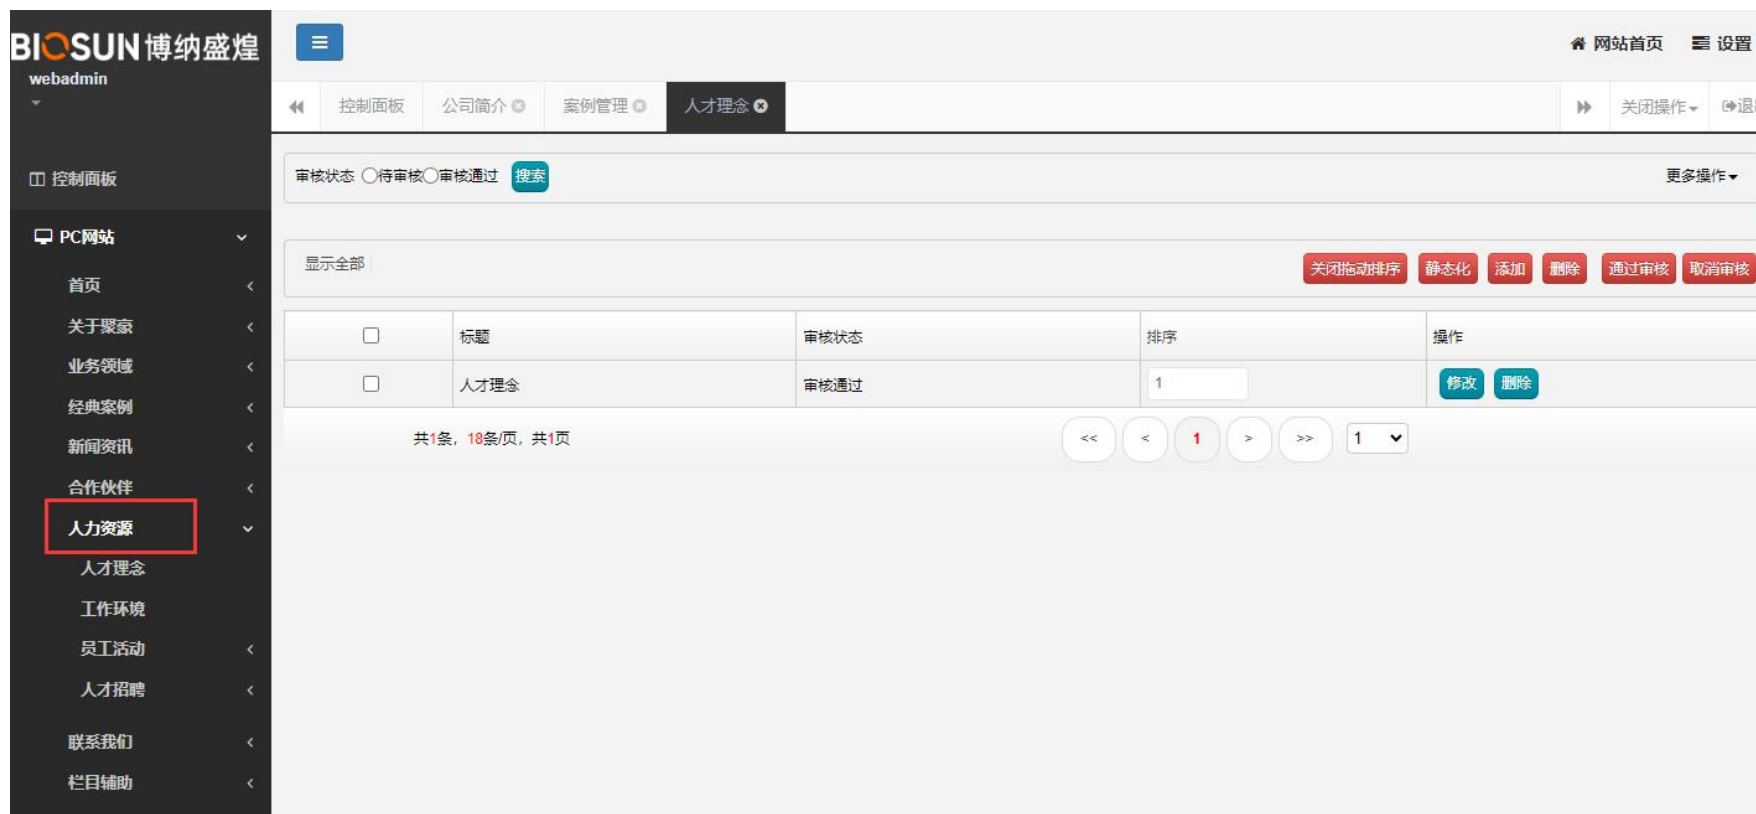 BIOSUN博纳盛煌
webadmin
网站首页 设置
控制面板 公司简介 案例管理 人才理念 关闭操作
审核状态 待审核 审核通过 搜索 更多操作
控制面板
PC网站
首页
关于聚豪
业务领域
经典案例
新闻资讯
合作伙伴
人力资源
人才理念
工作环境
员工活动
人才招聘
联系我们
栏目辅助
显示全部 关闭拖动排序 静态化 添加 删除 通过审核 取消审核
标题 审核状态 排序 操作
人才理念 审核通过 1 修改 删除
共1条, 18条/页, 共1页 << < 1 > >> 1